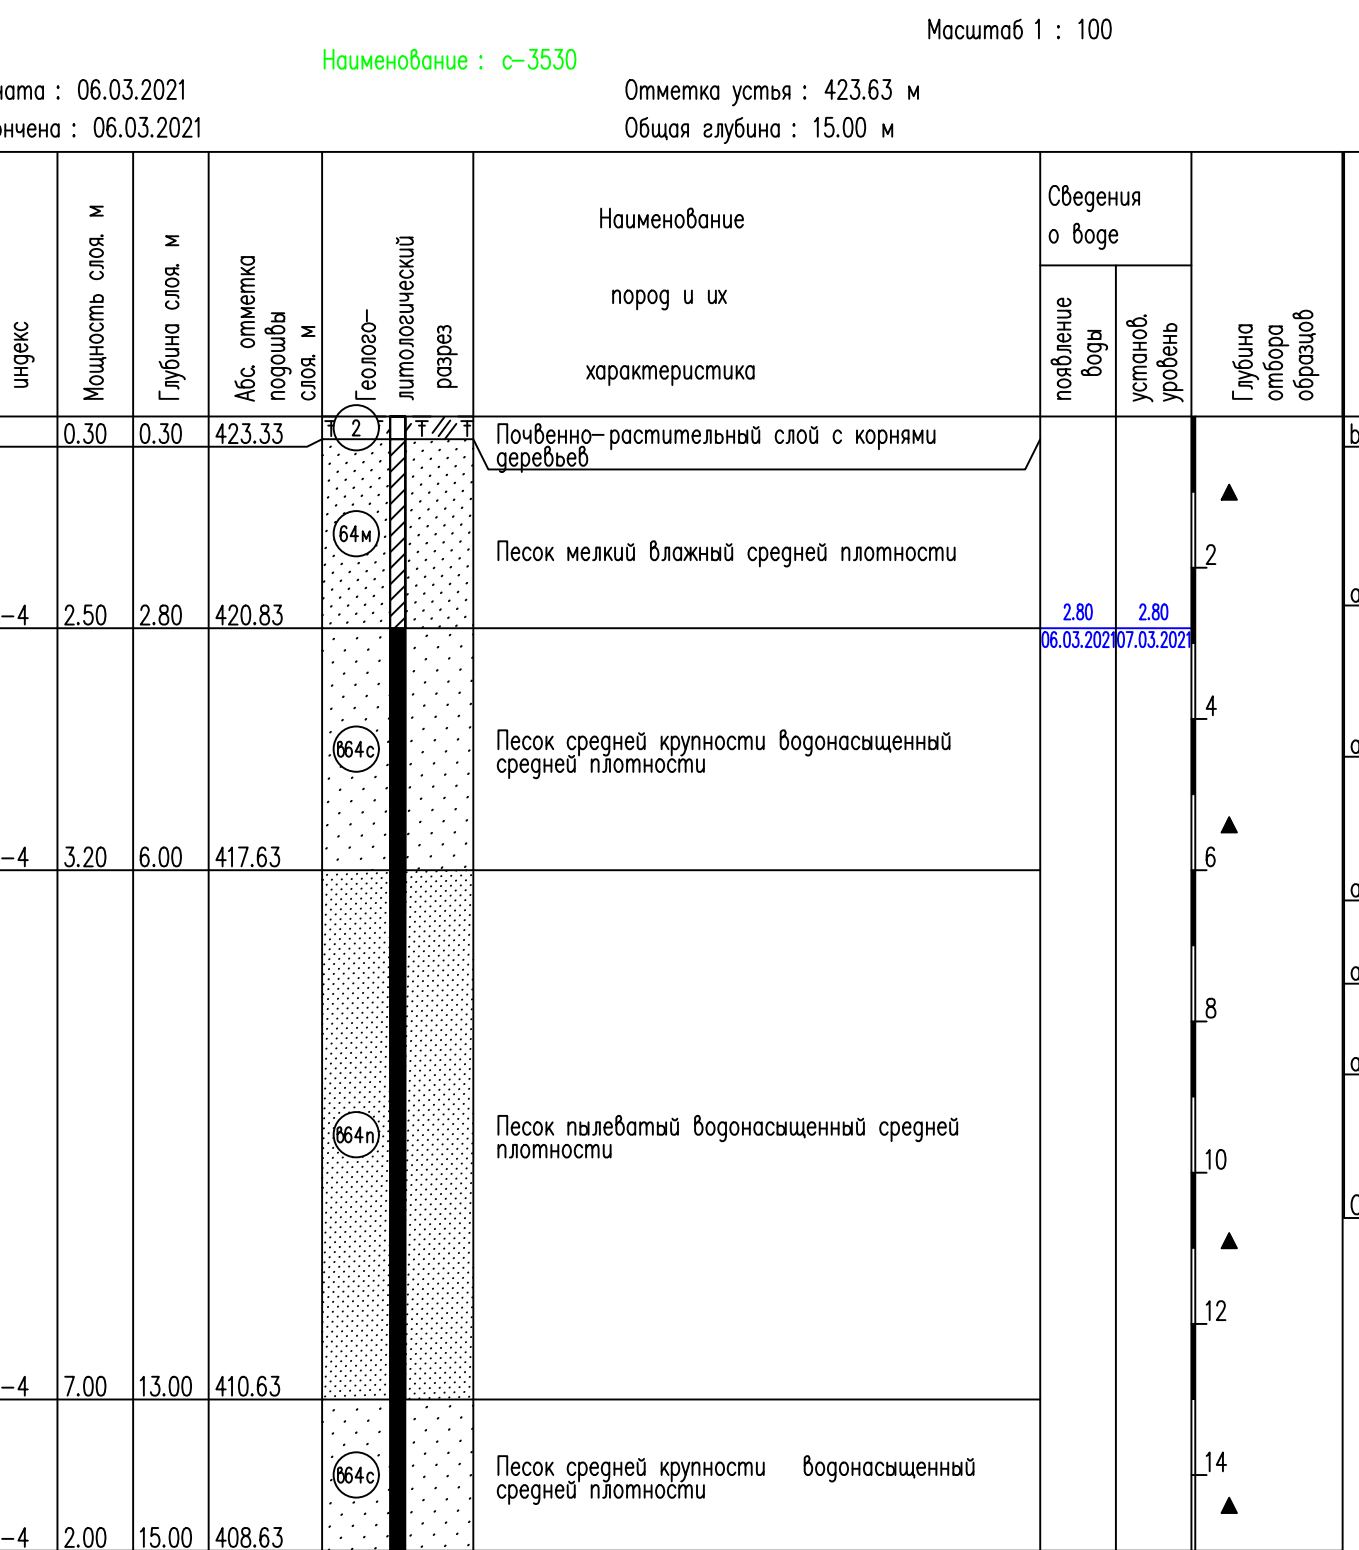 Масштаб 1 : 100
Наименование : с-3530
06.03.2021
Отметка устья : 423.63 м
06.03.2021
Общая глубина : 15.00 м
индекс
Мощность слоя. м
Глубина слоя. м
Абс. отметка
подошвы
слоя. м
Геолого-
литологический
разрез
Наименование
пород и их
характеристика
Сведения
о воде
появление
воды
установ.
уровень
Глубина
отбора
образцов
0.30 0.30 423.33
2
Почвенно-растительный слой с корнями
деревьев
64м
Песок мелкий влажный средней плотности
2
-4 2.50 2.80 420.83
2.80 2.80
06.03.2021 07.03.2021
4
в64с
Песок средней крупности водонасыщенный
средней плотности
-4 3.20 6.00 417.63
6
8
в64п
Песок пылеватый водонасыщенный средней
плотности
10
12
-4 7.00 13.00 410.63
14
в64с
Песок средней крупности водонасыщенный
средней плотности
-4 2.00 15.00 408.63